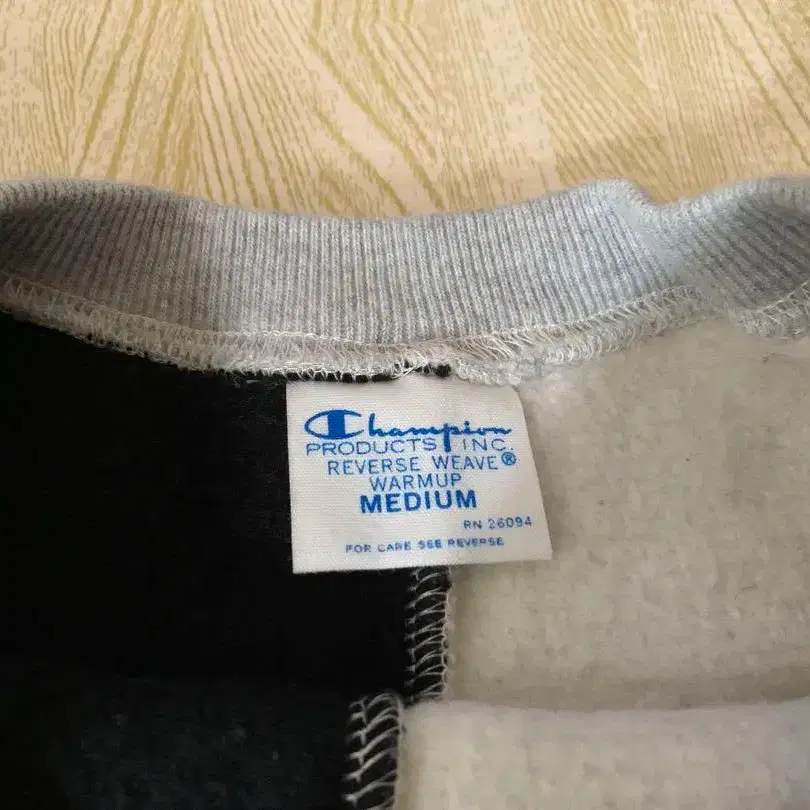 Champion
PRODUCTS INC.
REVERSE WEAVE®
WARMUP
MEDIUM
RN 26094
FOR CARE SEE REVERSE